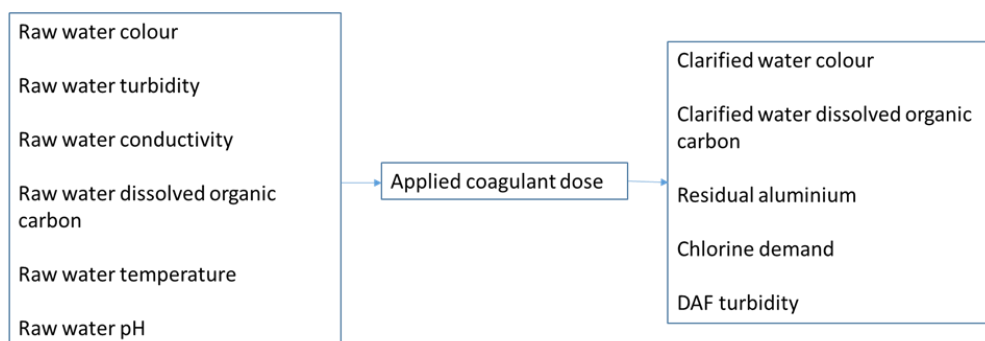 Raw water colour
Raw water turbidity
Raw water conductivity
Raw water dissolved organic
carbon
Raw water temperature
Raw water pH
Applied coagulant dose
Clarified water colour
Clarified water dissolved organic
carbon
Residual aluminium
Chlorine demand
DAF turbidity